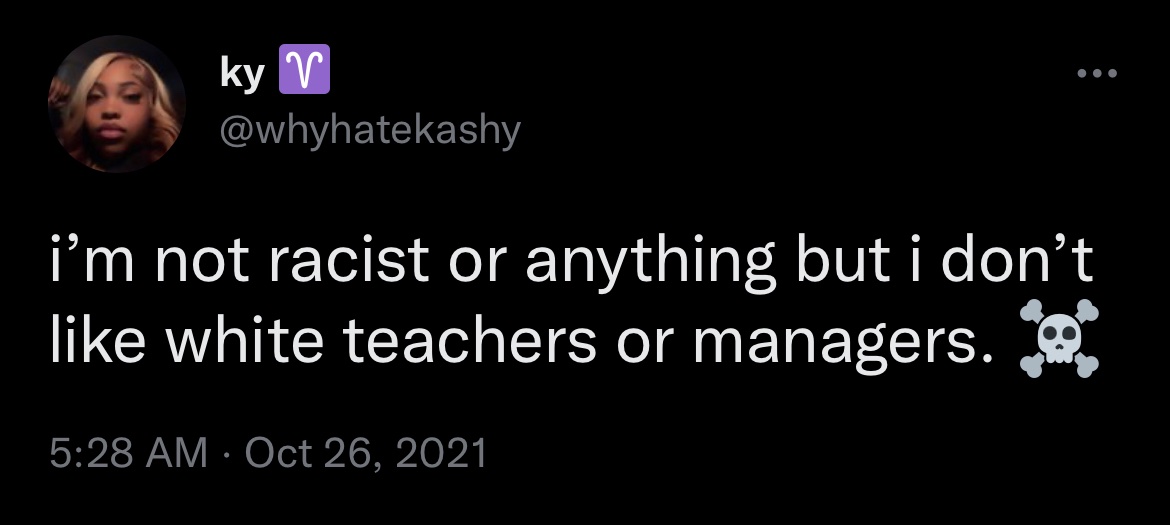 ky ♈
@whyhatekashy
i’m not racist or anything but i don’t
like white teachers or managers. ☠️
5:28 AM · Oct 26, 2021